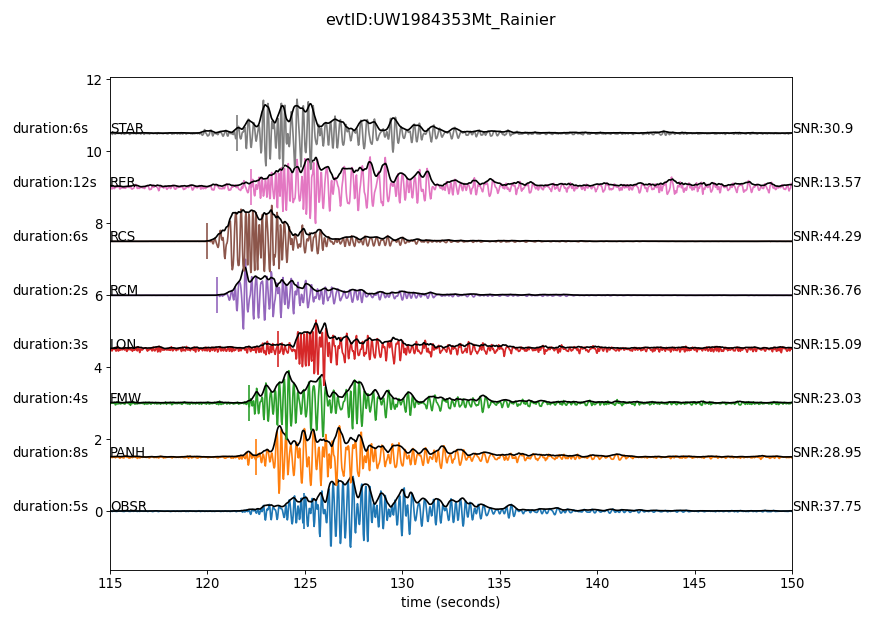 evtID:UW1984353Mt_Rainier
12
duration:6s STAR SNR:30.9
10
duration:12s RER SNR:13.57
8
duration:6s RCS SNR:44.29
duration:2s RCM SNR:36.76
6
duration:3s LON SNR:15.09
4
duration:4s FMW SNR:23.03
2
duration:8s PANH SNR:28.95
duration:5s OBSR SNR:37.75
0
115 120 125 130 135 140 145 150
time (seconds)